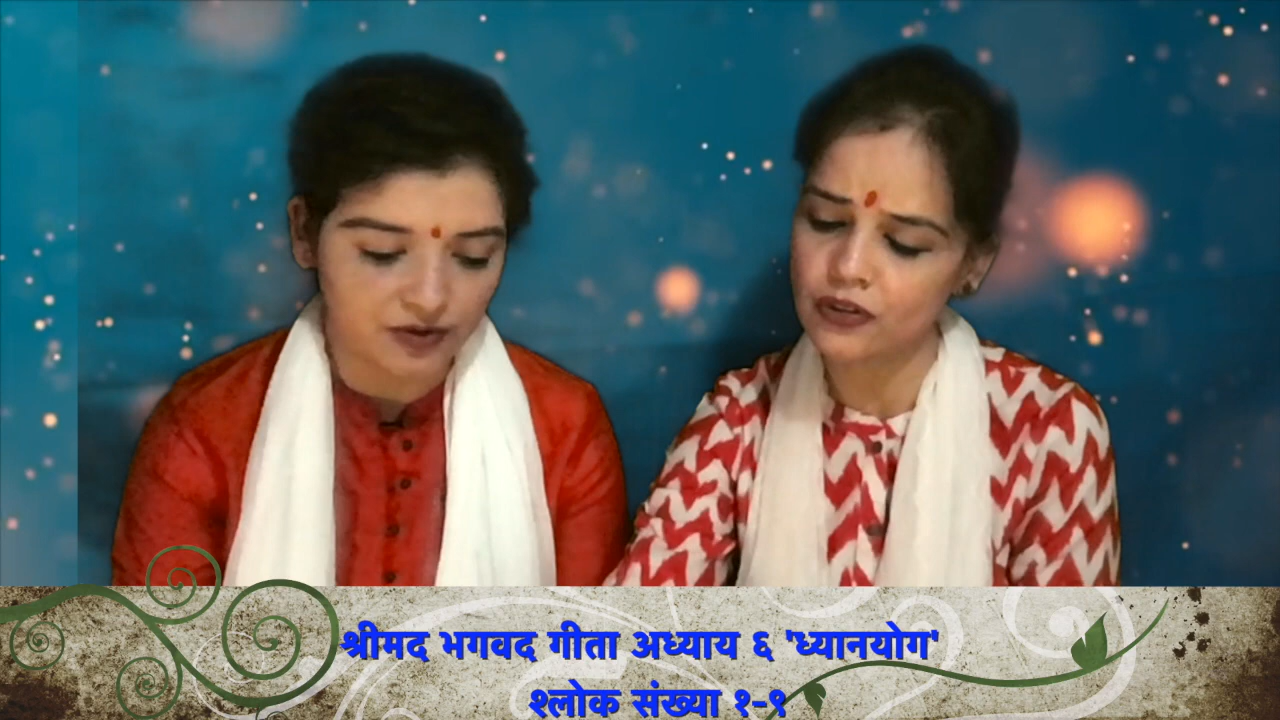 श्रीमद भगवद गीता अध्याय ६ 'ध्यानयोग'
श्लोक संख्या १-९